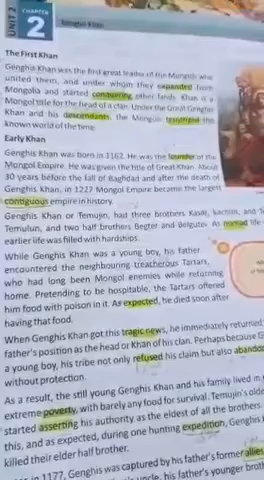 UNIT 2
CHAPTER
2
Genghis Khan
The First Khan
Genghis Khan was the first great leader of the Mongols who
united them, and under whom they expanded from
Mongolia and started conquering other lands. Khan is a
Mongol title for the head of a clan. Under the Great Genghis
Khan and his descendants, the Mongols the
known world of the time.
Early Khan
Genghis Khan was born in 1162. He was the founder of the
Mongol Empire. He was given the title of Great Khan. About
30 years before the fall of Baghdad and after the death of
Genghis Khan, in 1227 Mongol Empire became the largest
contiguous empire in history.
Genghis Khan or Temujin, had three brothers Kasar, and
Temulun, and two half brothers Begter and Belgutei. As nomad life
earlier life was filled with hardships.
While Genghis Khan was a young boy, his father
encountered the neighbouring treacherous Tartars,
who had long been Mongol enemies while returning
home. Pretending to be hospitable, the Tartars offered
him food with poison in it. As expected, he died soon after
having that food.
When Genghis Khan got this tragic news, he immediately returned
father's position as the head or Khan of his clan. Perhaps because G
a young boy, his tribe not only refused his claim but also abando
without protection.
As a result, the still young Genghis Khan and his family lived in
extreme poverty, with barely any food for survival. Temujin's olde
started asserting his authority as the eldest of all the brothers
this, and as expected, during one hunting expedition, Genghis
killed their elder half brother.
in 1177, Genghis was captured by his father's former allies
uncle, his father's younger brot